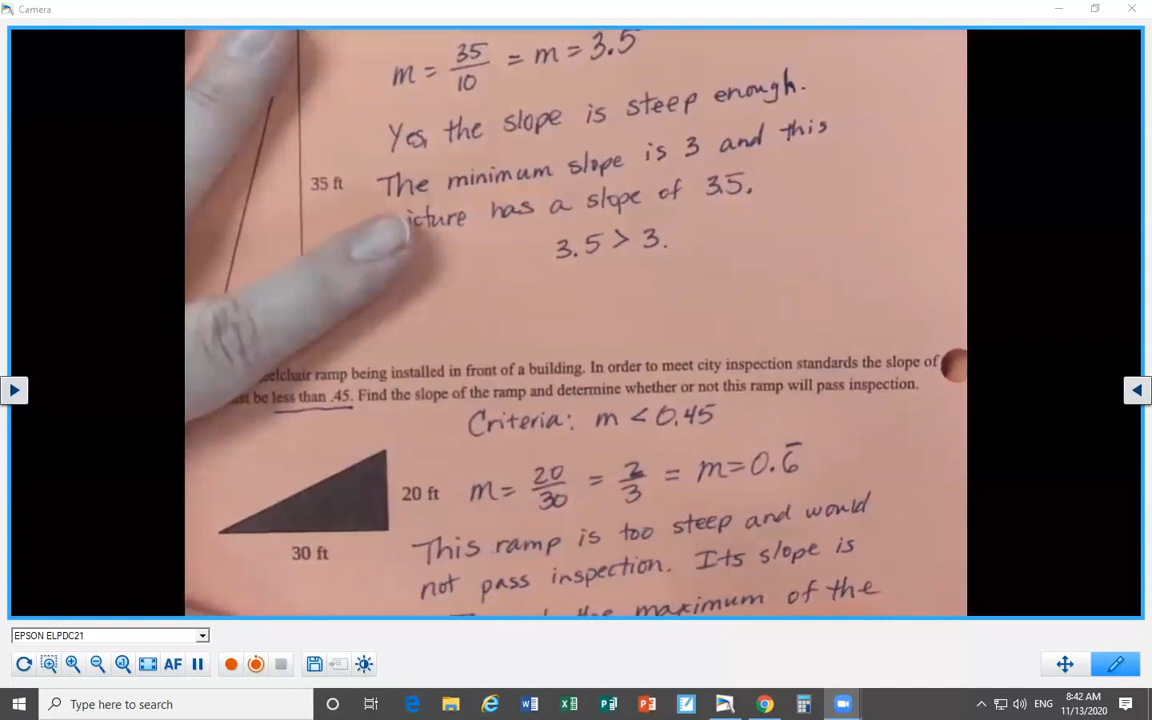 Camera
m = 35/10 = m = 3.5
Yes, the slope is steep enough.
The minimum slope is 3 and this
35 ft
icture has a slope of 3.5.
3.5 > 3.
elchair ramp being installed in front of a building. In order to meet city inspection standards the slope of
st be less than .45. Find the slope of the ramp and determine whether or not this ramp will pass inspection.
Criteria: m < 0.45
20 ft
m = 20/30 = 2/3 = m = 0.6̅
30 ft
This ramp is too steep and would
not pass inspection. Its slope is
the maximum of the
EPSON ELPDC21
AF
Type here to search
ENG
8:42 AM
11/13/2020